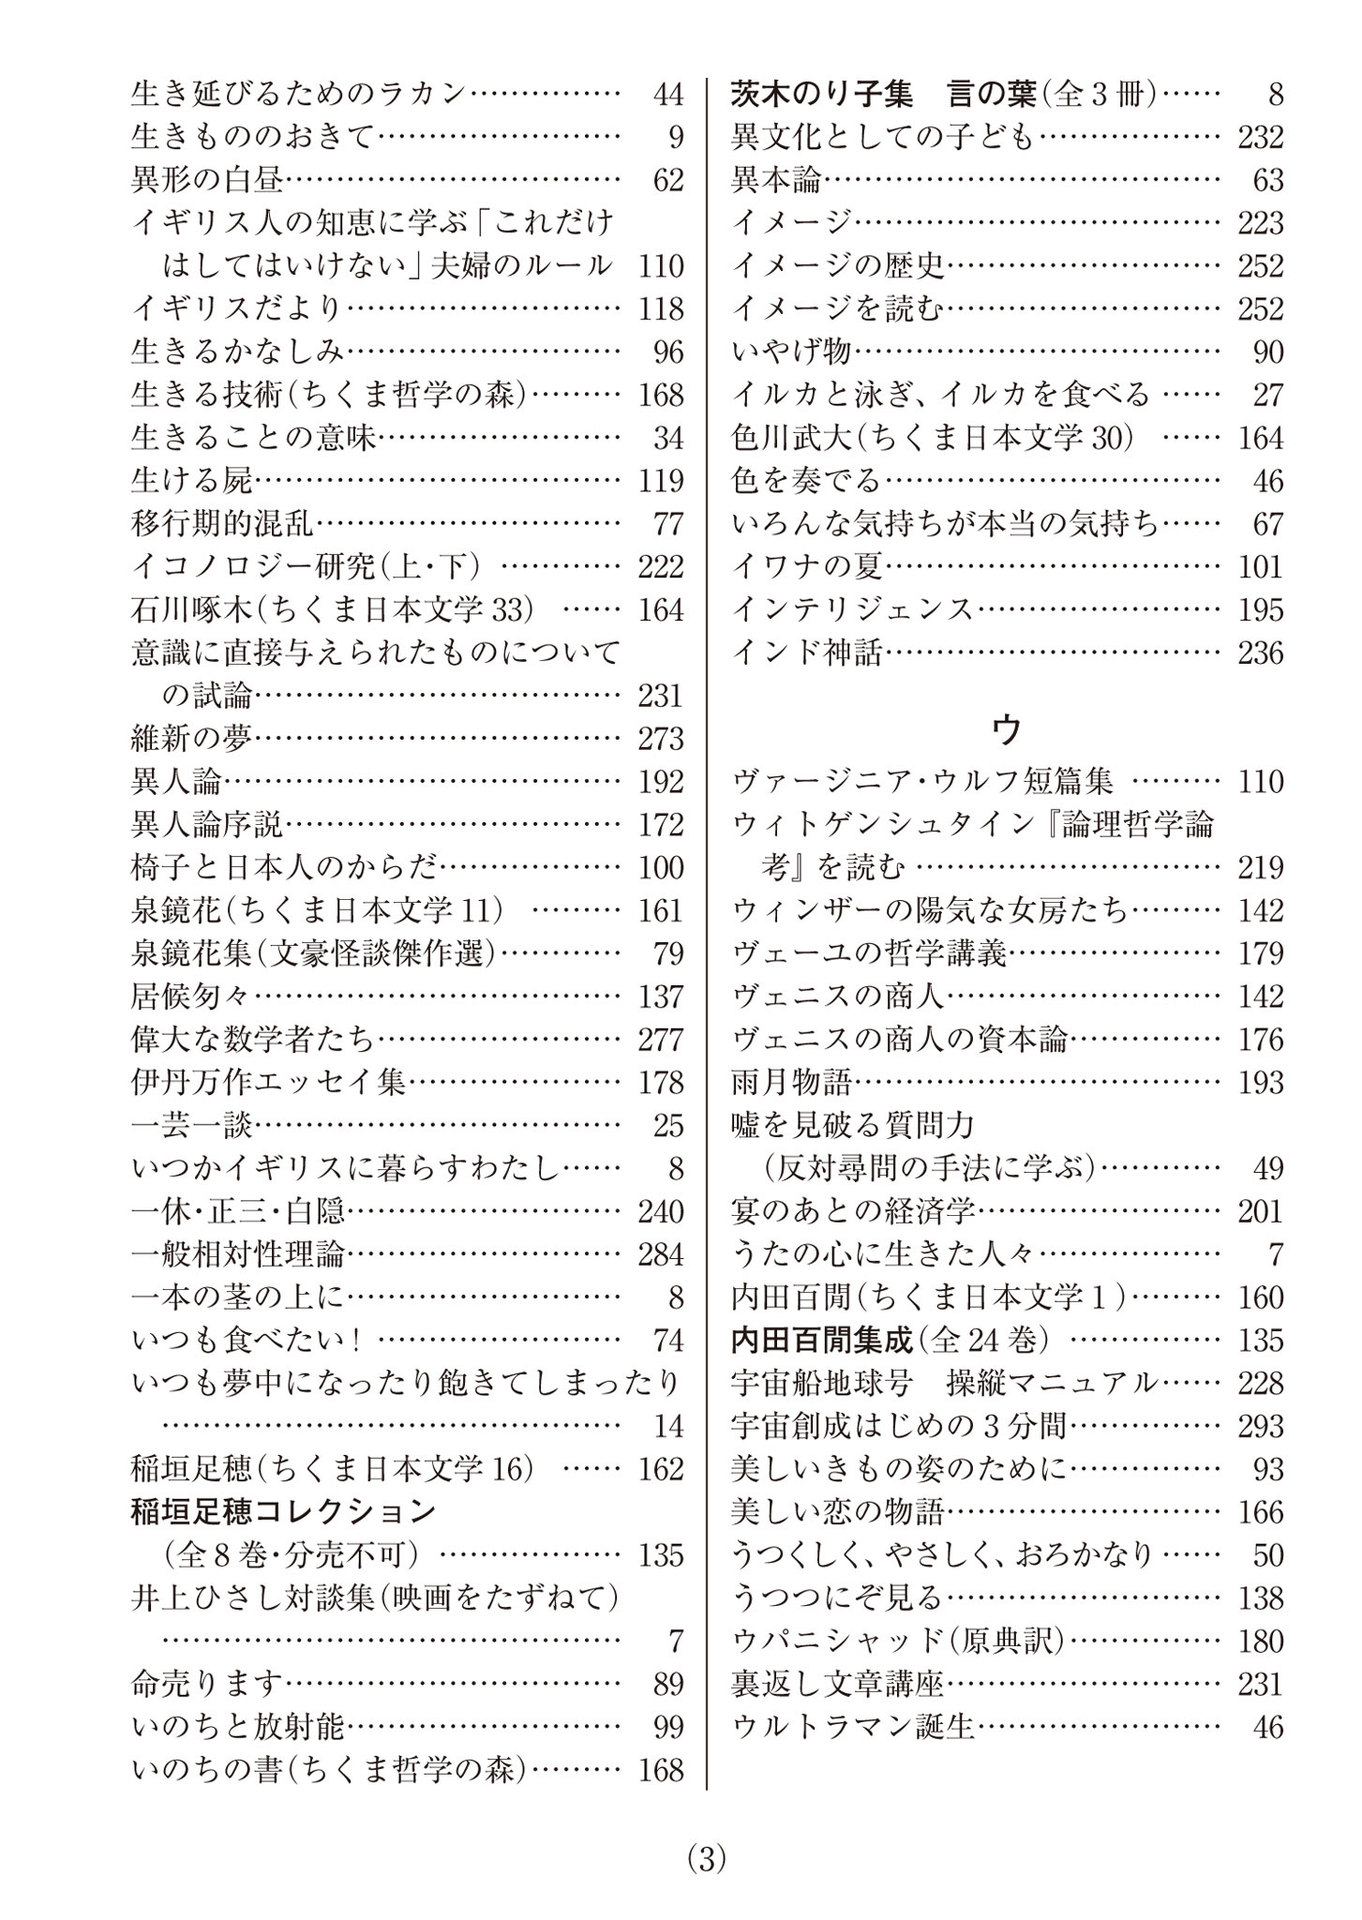 生き延びるためのラカン…………… 44
生きもののおきて…………………… 9
異形の白昼…………………………… 62
イギリス人の知恵に学ぶ「これだけ
はしてはいけない」夫婦のルール 110
イギリスだより……………………… 118
生きるかなしみ……………………… 96
生きる技術(ちくま哲学の森)……… 168
生きることの意味…………………… 34
生ける屍……………………………… 119
移行期的混乱………………………… 77
イコノロジー研究(上・下) ………… 222
石川啄木(ちくま日本文学 33) …… 164
意識に直接与えられたものについて
の試論……………………………… 231
維新の夢……………………………… 273
異人論………………………………… 192
異人論序説…………………………… 172
椅子と日本人のからだ……………… 100
泉鏡花(ちくま日本文学 11) ……… 161
泉鏡花集(文豪怪談傑作選)………… 79
居候匆々……………………………… 137
偉大な数学者たち…………………… 277
伊丹万作エッセイ集………………… 178
一芸一談……………………………… 25
いつかイギリスに暮らすわたし…… 8
一休・正三・白隠……………………… 240
一般相対性理論……………………… 284
一本の茎の上に……………………… 8
いつも食べたい! …………………… 74
いつも夢中になったり飽きてしまったり
……………………………………… 14
稲垣足穂(ちくま日本文学 16) …… 162
稲垣足穂コレクション
(全 8 巻・分売不可) ……………… 135
井上ひさし対談集(映画をたずねて)
……………………………………… 7
命売ります…………………………… 89
いのちと放射能……………………… 99
いのちの書(ちくま哲学の森)……… 168
茨木のり子集　言の葉(全 3 冊)…… 8
異文化としての子ども……………… 232
異本論………………………………… 63
イメージ……………………………… 223
イメージの歴史……………………… 252
イメージを読む……………………… 252
いやげ物……………………………… 90
イルカと泳ぎ、イルカを食べる …… 27
色川武大(ちくま日本文学 30) …… 164
色を奏でる…………………………… 46
いろんな気持ちが本当の気持ち…… 67
イワナの夏…………………………… 101
インテリジェンス…………………… 195
インド神話…………………………… 236
ウ
ヴァージニア・ウルフ短篇集 ……… 110
ウィトゲンシュタイン『論理哲学論
考』を読む ………………………… 219
ウィンザーの陽気な女房たち……… 142
ヴェーユの哲学講義………………… 179
ヴェニスの商人……………………… 142
ヴェニスの商人の資本論…………… 176
雨月物語……………………………… 193
嘘を見破る質問力
(反対尋問の手法に学ぶ)………… 49
宴のあとの経済学…………………… 201
うたの心に生きた人々……………… 7
内田百閒(ちくま日本文学 1 )……… 160
内田百閒集成(全 24 巻) …………… 135
宇宙船地球号　操縦マニュアル…… 228
宇宙創成はじめの 3 分間…………… 293
美しいきもの姿のために…………… 93
美しい恋の物語……………………… 166
うつくしく、やさしく、おろかなり…… 50
うつつにぞ見る……………………… 138
ウパニシャッド(原典訳)…………… 180
裏返し文章講座……………………… 231
ウルトラマン誕生…………………… 46
(3)